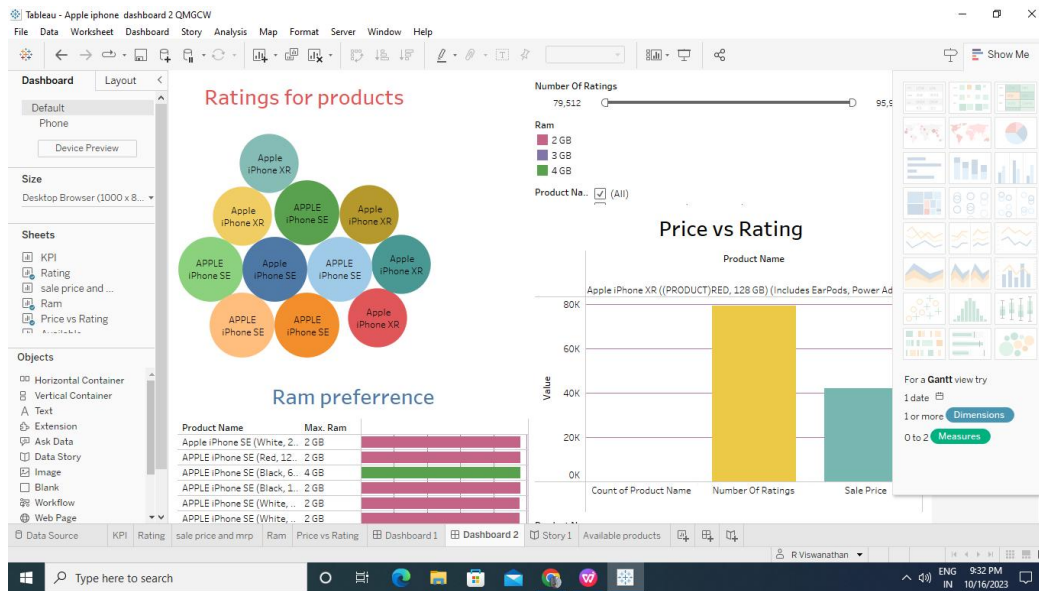 Tableau - Apple iphone dashboard 2 QMGCW
File Data Worksheet Dashboard Story Analysis Map Format Server Window Help
Show Me
Dashboard Layout
Default
Phone
Device Preview
Size
Desktop Browser (1000 x 8...
Sheets
KPI
Rating
sale price and ...
Ram
Price vs Rating
Objects
Horizontal Container
Vertical Container
Text
Extension
Ask Data
Data Story
Image
Blank
Workflow
Web Page
Ratings for products
Apple iPhone XR
Apple iPhone XR
APPLE iPhone SE
Apple iPhone XR
APPLE iPhone SE
Apple iPhone SE
APPLE iPhone SE
Apple iPhone XR
APPLE iPhone SE
APPLE iPhone SE
Apple iPhone XR
Ram preferrence
Product Name Max. Ram
Apple iPhone SE (White, 2.. 2 GB
APPLE iPhone SE (Red, 12.. 2 GB
APPLE iPhone SE (Black, 6.. 4 GB
APPLE iPhone SE (Black, 1.. 2 GB
APPLE iPhone SE (White, .. 2 GB
APPLE iPhone SE (White, .. 2 GB
Number Of Ratings
79,512 95,9
Ram
2 GB
3 GB
4 GB
Product Na.. (All)
Price vs Rating
Product Name
Apple iPhone XR ((PRODUCT)RED, 128 GB) (Includes EarPods, Power Ad
80K
60K
40K
20K
0K
Value
Count of Product Name Number Of Ratings Sale Price
For a Gantt view try
1 date
1 or more Dimensions
0 to 2 Measures
Data Source KPI Rating sale price and mrp Ram Price vs Rating Dashboard 1 Dashboard 2 Story 1 Available products
R Viswanathan
Type here to search
ENG
IN
9:32 PM
10/16/2023